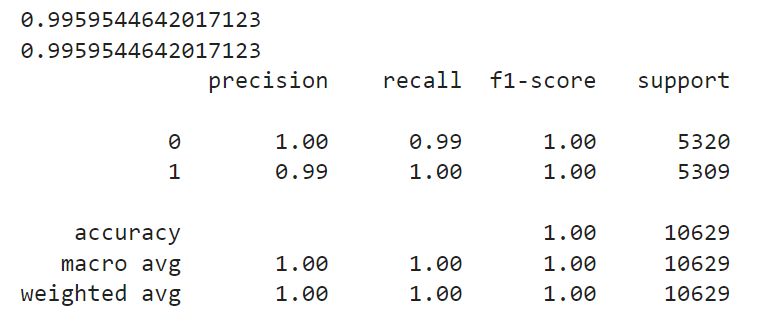 0.9959544642017123
0.9959544642017123
precision recall f1-score support
0 1.00 0.99 1.00 5320
1 0.99 1.00 1.00 5309
accuracy 1.00 10629
macro avg 1.00 1.00 1.00 10629
weighted avg 1.00 1.00 1.00 10629